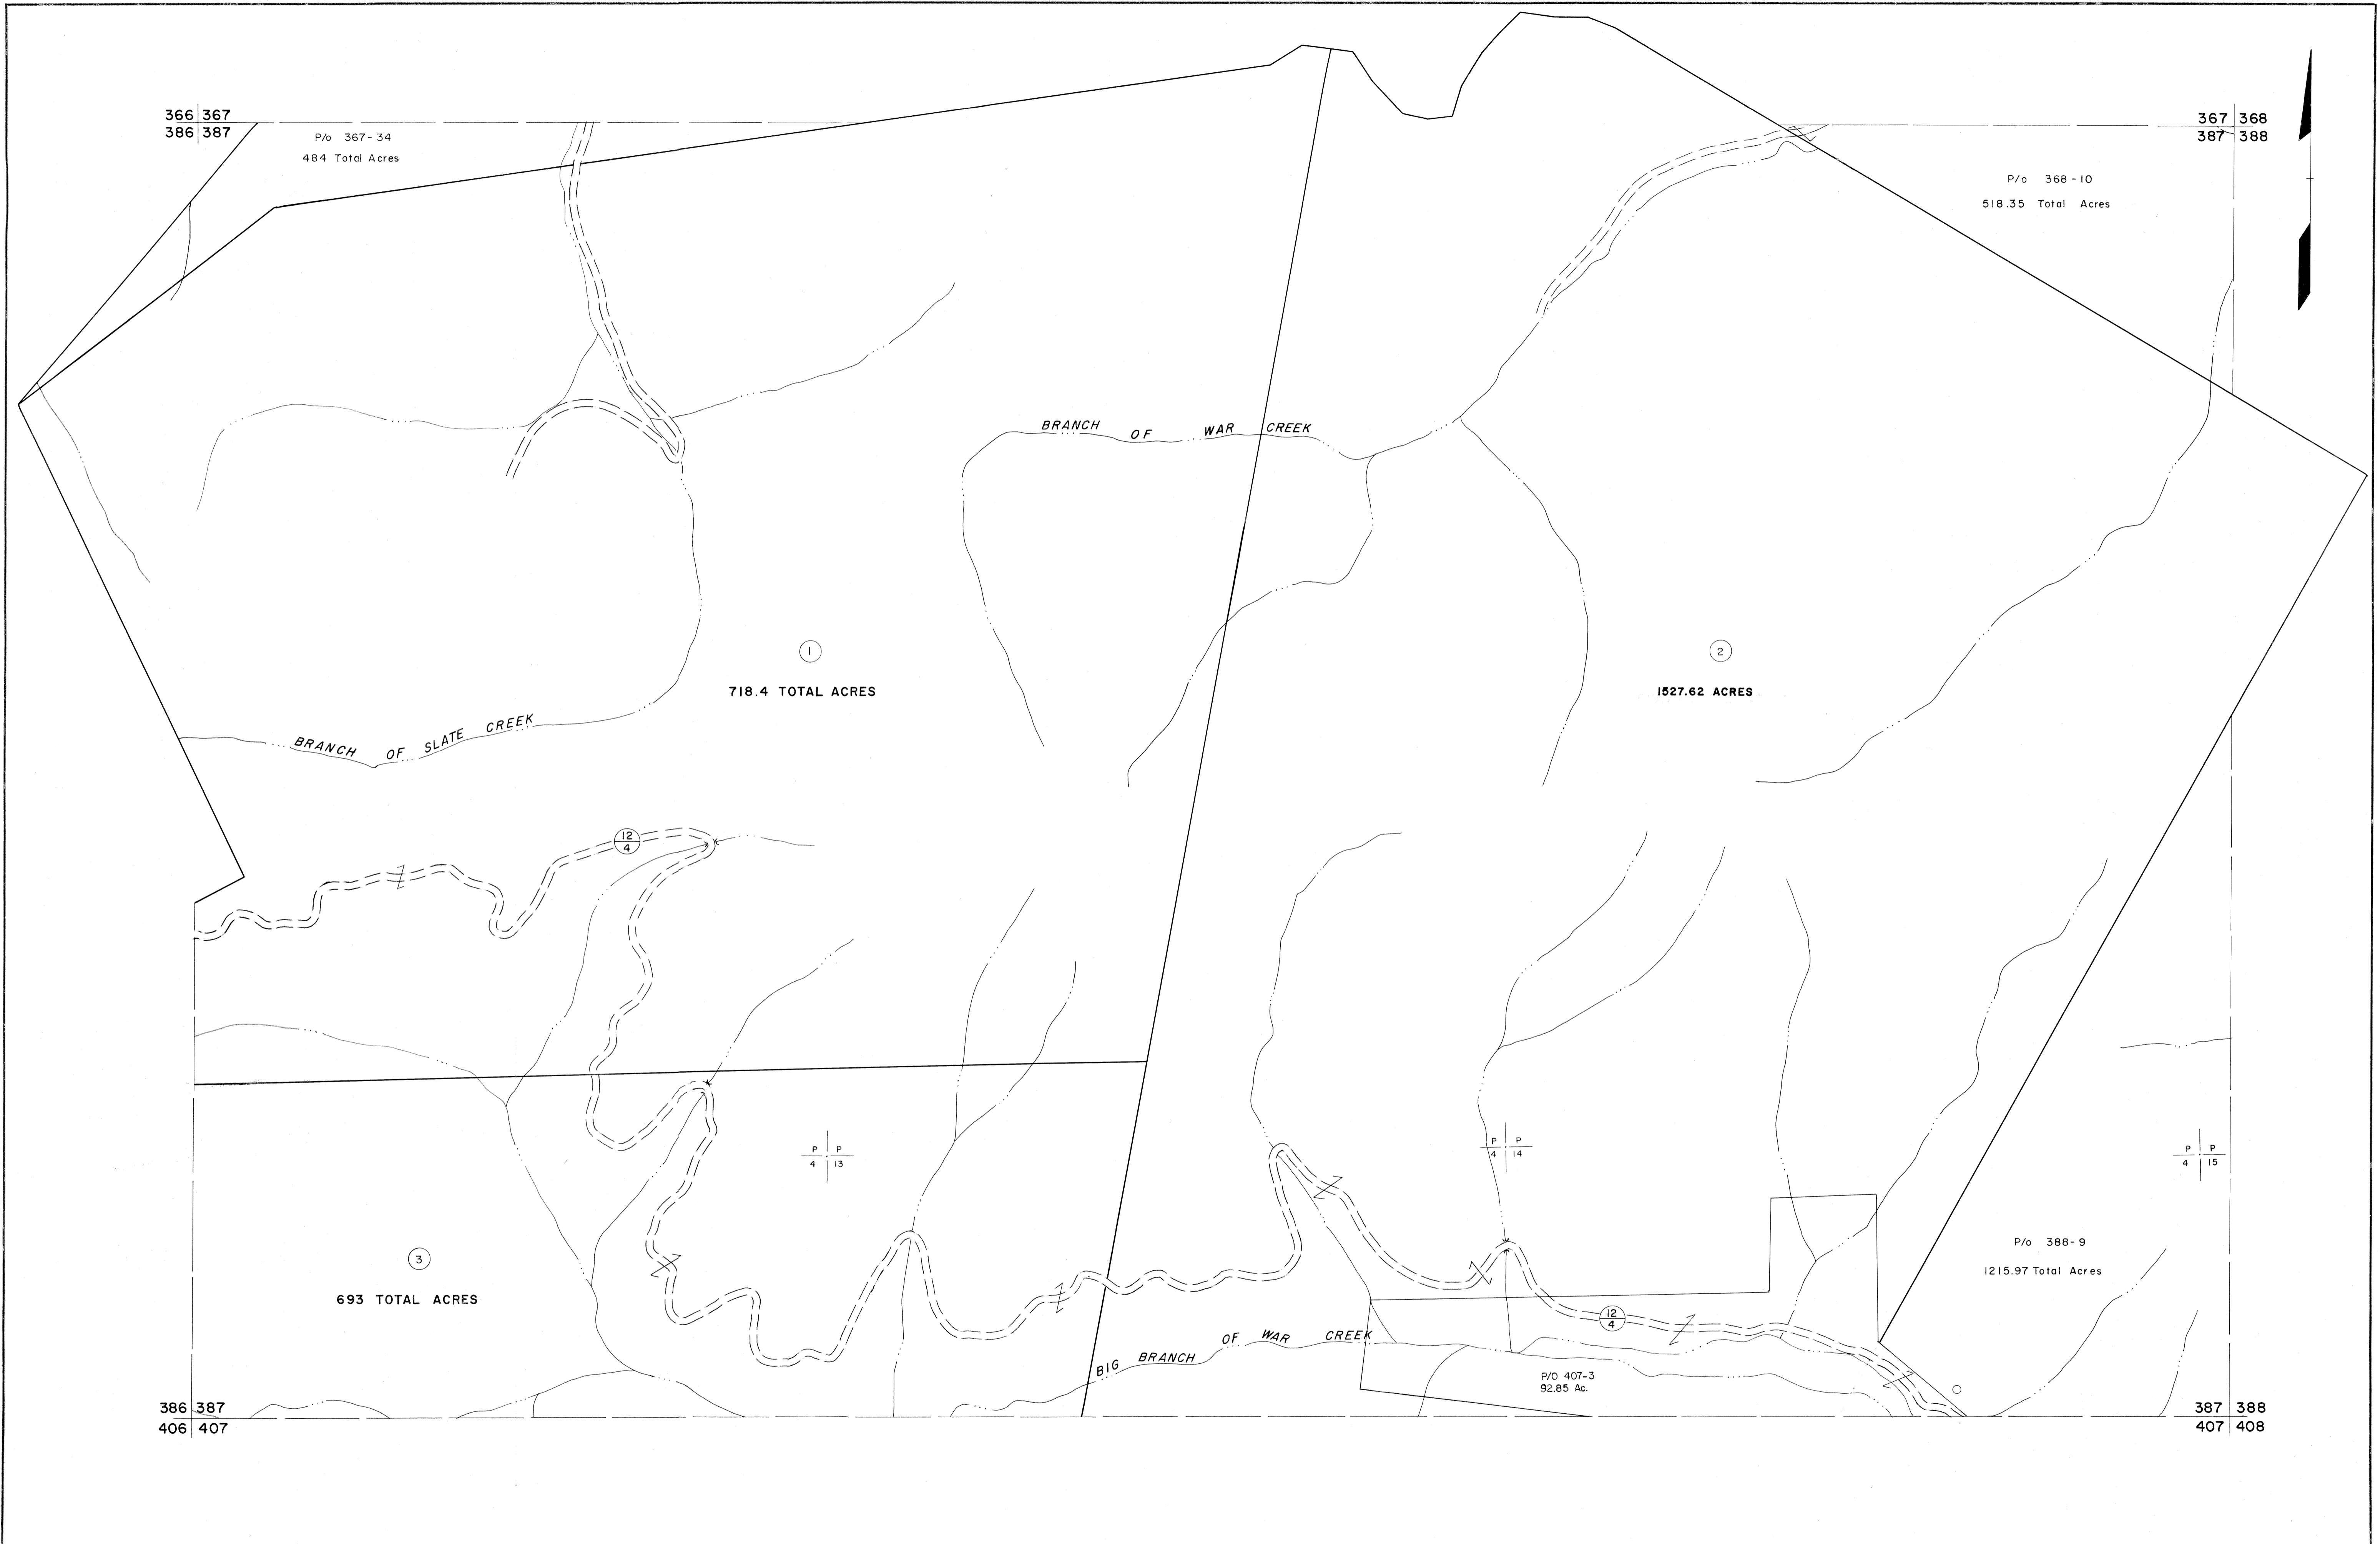 366 367
386 387
P/o 367-34
484 Total Acres
367 368
387 388
P/o 368-10
518.35 Total Acres
BRANCH OF WAR CREEK
1
718.4 TOTAL ACRES
2
1527.62 ACRES
BRANCH OF SLATE CREEK
12
4
P P
4 13
P P
4 14
P P
4 15
3
693 TOTAL ACRES
P/o 388-9
1215.97 Total Acres
12
4
BIG BRANCH OF WAR CREEK
P/O 407-3
92.85 Ac.
386 387
406 407
387 388
407 408